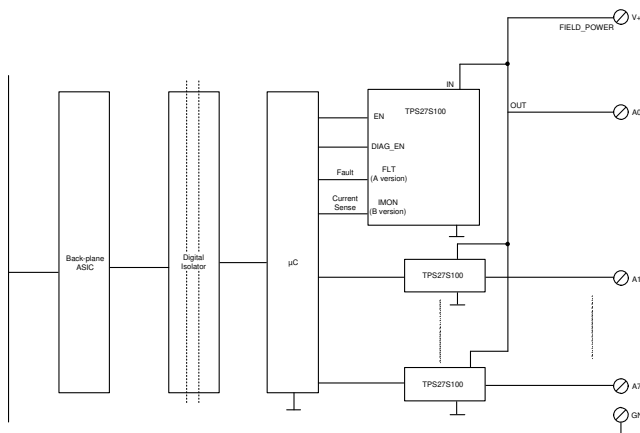 V+
FIELD_POWER
IN
TPS27S100
OUT
A0
EN
DIAG_EN
Fault
FLT
(A version)
Current
Sense
IMON
(B version)
Back-plane
ASIC
Digital
Isolator
µC
TPS27S100
A1
TPS27S100
A7
GN